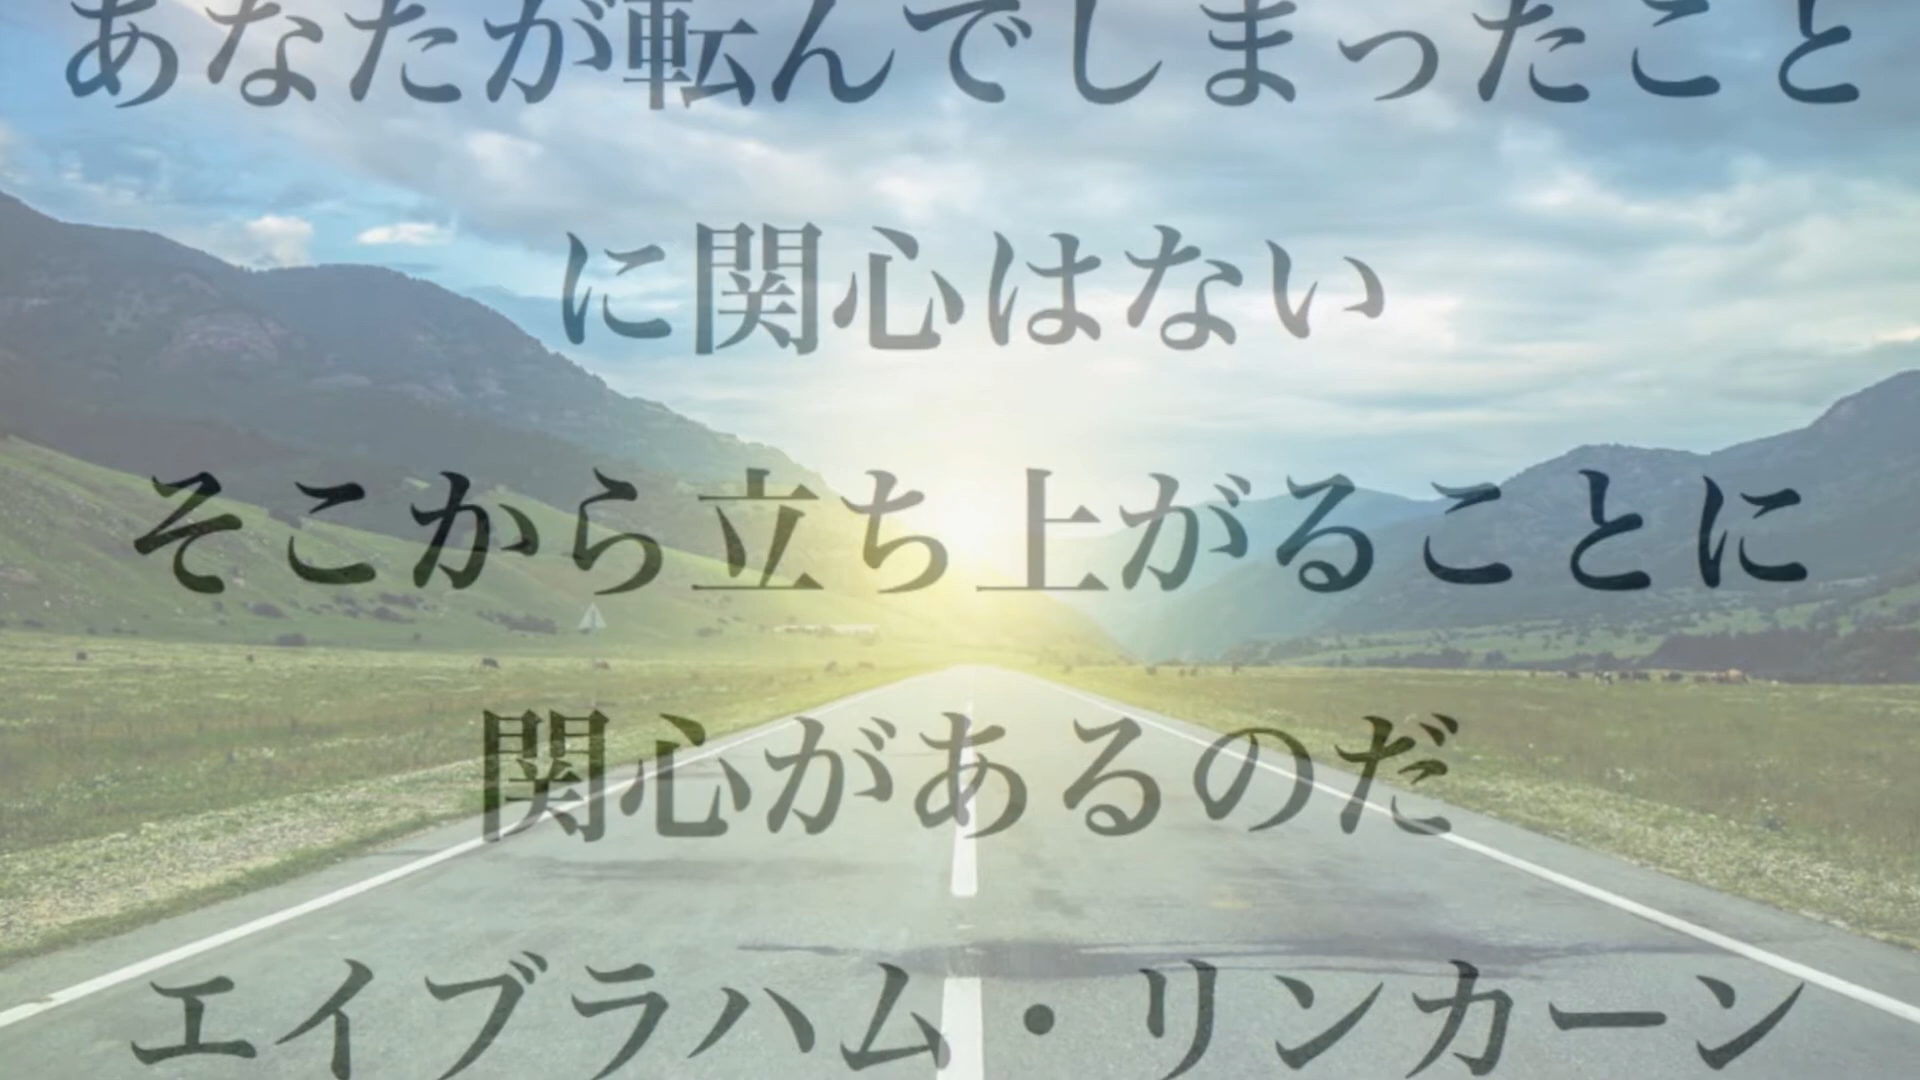 あなたが転んでしまったこと
に関心はない
そこから立ち上がることに
関心があるのだ
エイブラハム・リンカーン